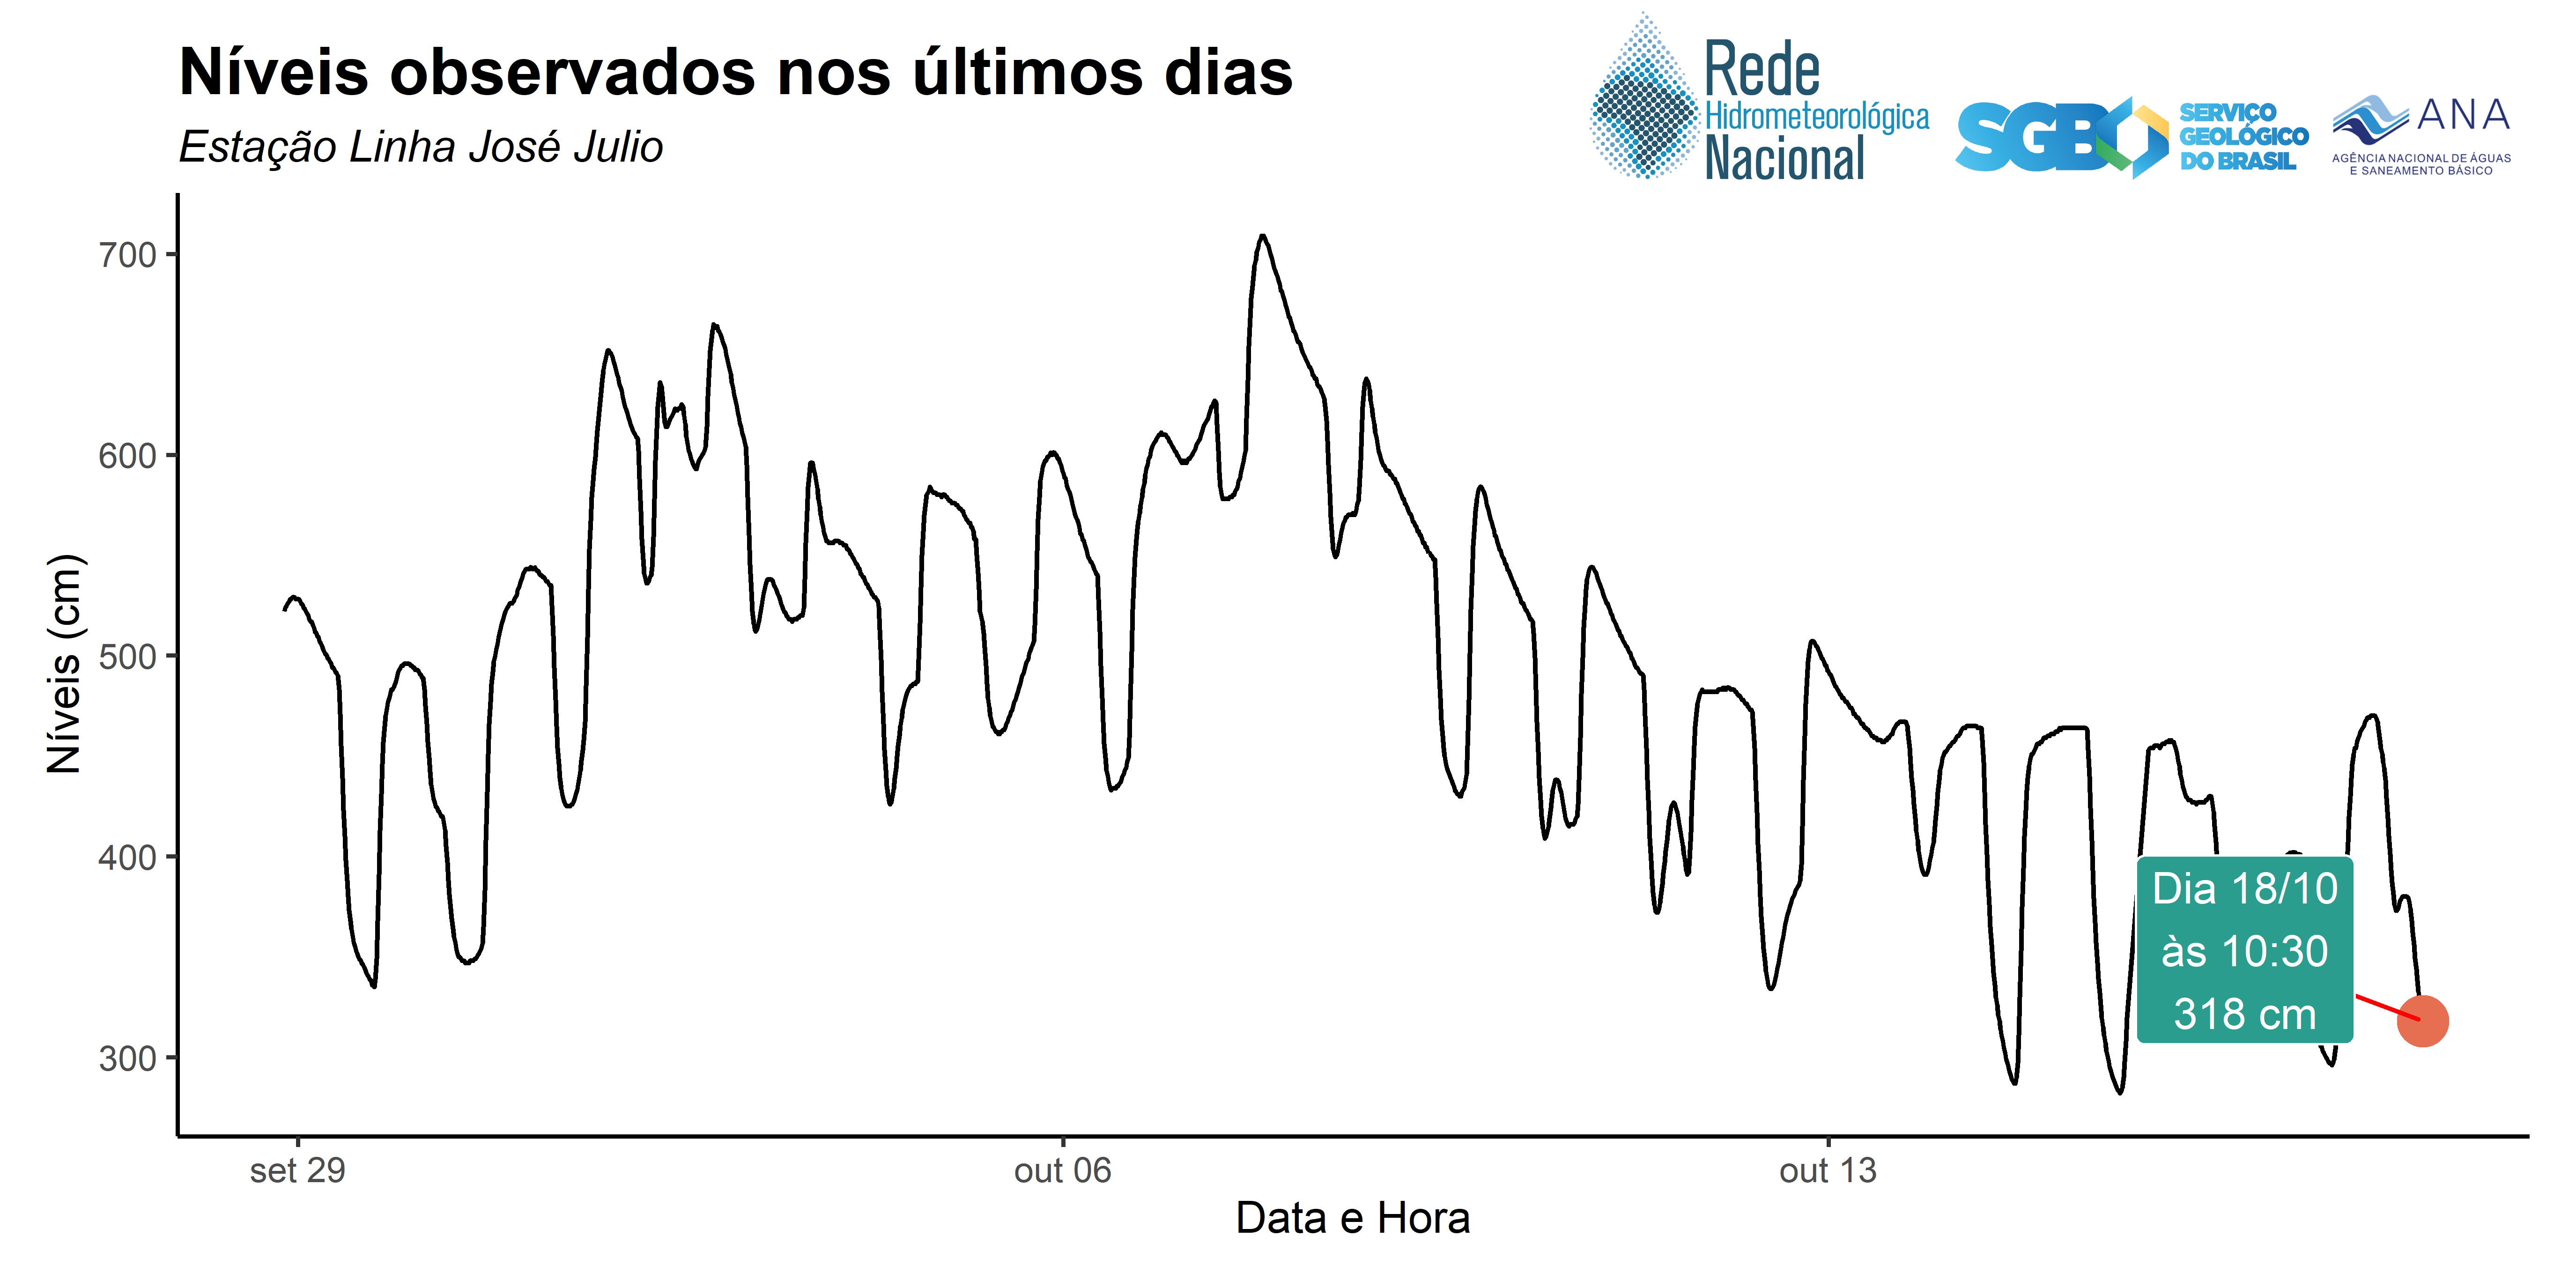 Níveis observados nos últimos dias
Estação Linha José Julio
Rede
Hidrometeorológica
Nacional
SGB
SERVIÇO
GEOLÓGICO
DO BRASIL
ANA
AGÊNCIA NACIONAL DE ÁGUAS
E SANEAMENTO BÁSICO
Níveis (cm)
700
600
500
400
300
Dia 18/10
às 10:30
318 cm
set 29
out 06
out 13
Data e Hora